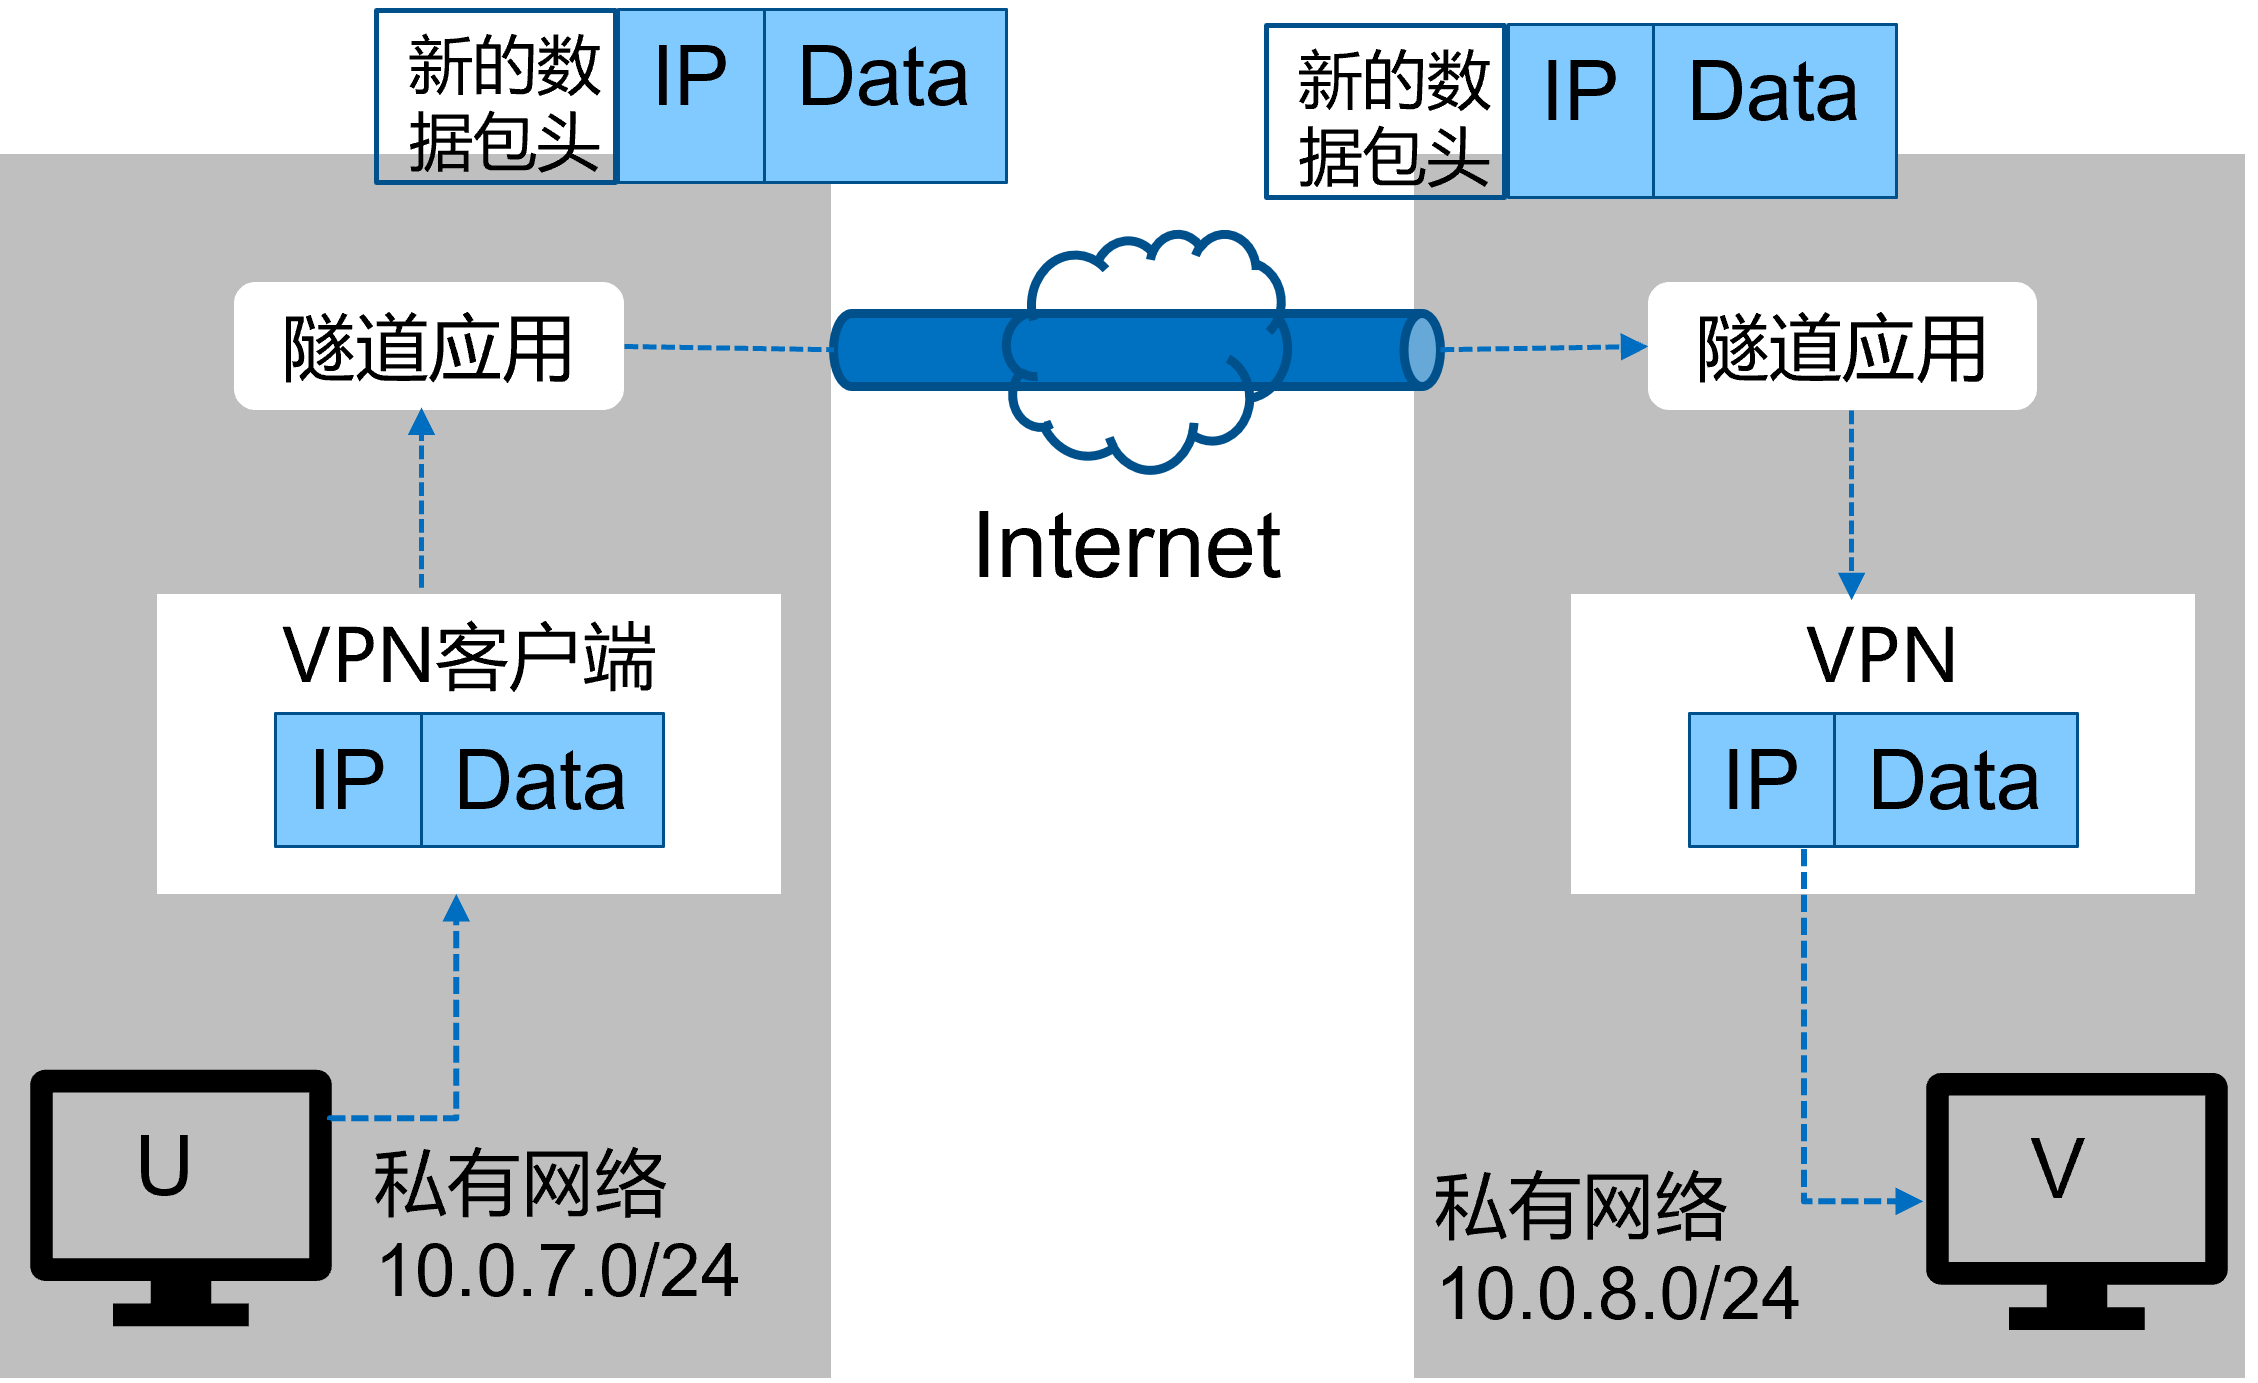 新的数
据包头
IP
Data
新的数
据包头
IP
Data
隧道应用
隧道应用
Internet
VPN客户端
IP
Data
VPN
IP
Data
U
私有网络
10.0.7.0/24
私有网络
10.0.8.0/24
V